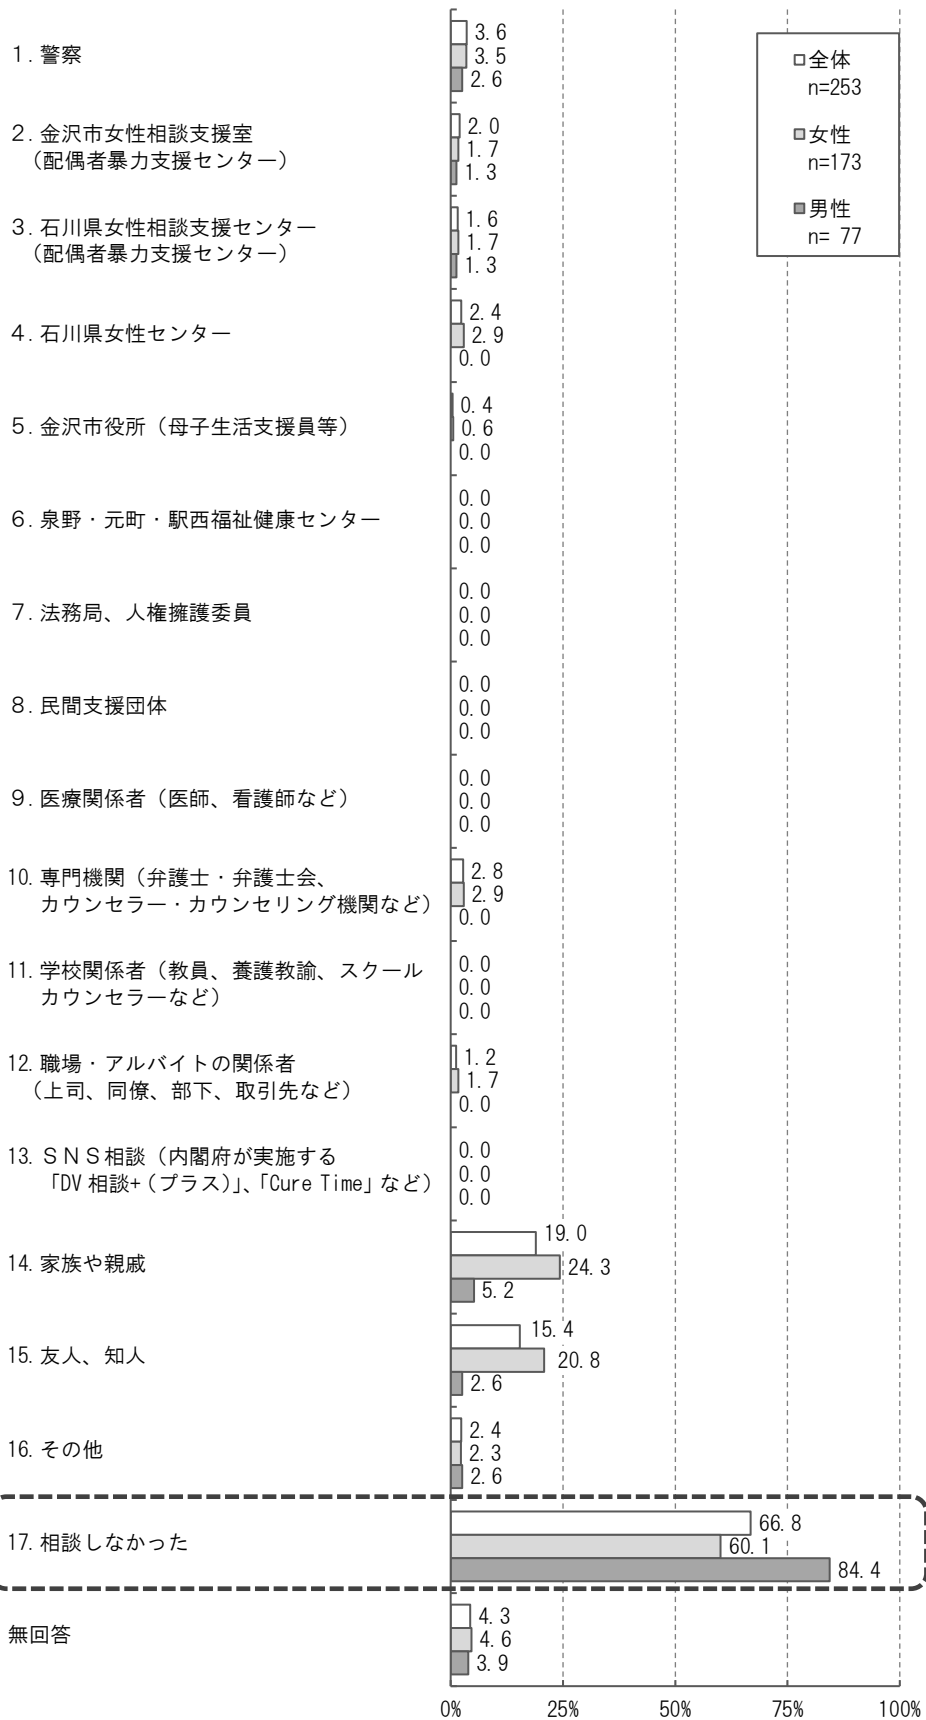 全体
n=253
女性
n=173
男性
n= 77
１. 警察
3.6
3.5
2.6
２. 金沢市女性相談支援室
（配偶者暴力支援センター）
2.0
1.7
1.3
３. 石川県女性相談支援センター
（配偶者暴力支援センター）
1.6
1.7
1.3
４. 石川県女性センター
2.4
2.9
0.0
５. 金沢市役所（母子生活支援員等）
0.4
0.6
0.0
６. 泉野・元町・駅西福祉健康センター
0.0
0.0
0.0
７. 法務局、人権擁護委員
0.0
0.0
0.0
８. 民間支援団体
0.0
0.0
0.0
９. 医療関係者（医師、看護師など）
0.0
0.0
0.0
10. 専門機関（弁護士・弁護士会、
カウンセラー・カウンセリング機関など）
2.8
2.9
0.0
11. 学校関係者（教員、養護教諭、スクール
カウンセラーなど）
0.0
0.0
0.0
12. 職場・アルバイトの関係者
（上司、同僚、部下、取引先など）
1.2
1.7
0.0
13. ＳＮＳ相談（内閣府が実施する
「DV 相談+（プラス）」、「Cure Time」など）
0.0
0.0
0.0
14. 家族や親戚
19.0
24.3
5.2
15. 友人、知人
15.4
20.8
2.6
16. その他
2.4
2.3
2.6
17. 相談しなかった
66.8
60.1
84.4
無回答
4.3
4.6
3.9
0%
25%
50%
75%
100%